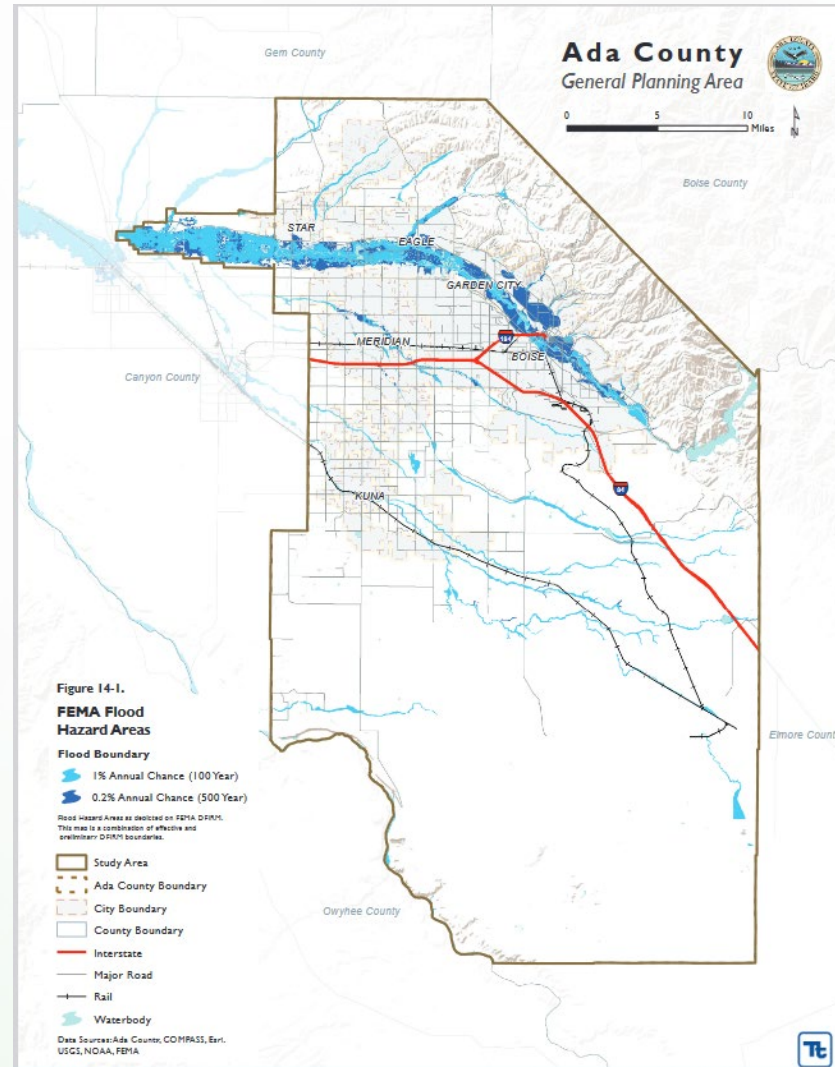 Ada County
General Planning Area
0 5 10
Miles
N
Gem County
Boise County
STAR
EAGLE
GARDEN CITY
MERIDIAN
BOISE
Canyon County
84
KUNA
Elmore County
Owyhee County
Figure 14-1.
FEMA Flood
Hazard Areas
Flood Boundary
1% Annual Chance (100 Year)
0.2% Annual Chance (500 Year)
Flood Hazard Areas as depicted on FEMA DFIRM.
This map is a combination of effective and
preliminary DFIRM boundaries.
Study Area
Ada County Boundary
City Boundary
County Boundary
Interstate
Major Road
Rail
Waterbody
Data Sources: Ada County, COMPASS, Esri,
USGS, NOAA, FEMA
Tt